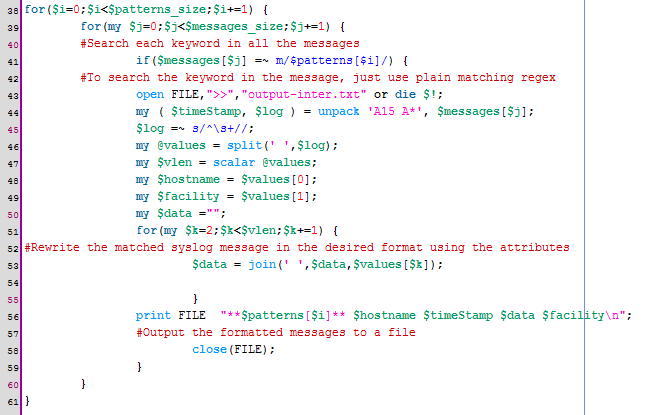 38 for($i=0;$i<$patterns_size;$i+=1) {
39 for(my $j=0;$j<$messages_size;$j+=1) {
40 #Search each keyword in all the messages
41 if($messages[$j] =~ m/$patterns[$i]/) {
42 #To search the keyword in the message, just use plain matching regex
43 open FILE,">>","output-inter.txt" or die $!;
44 my ( $timeStamp, $log ) = unpack 'A15 A*', $messages[$j];
45 $log =~ s/^\s+//;
46 my @values = split(' ',$log);
47 my $vlen = scalar @values;
48 my $hostname = $values[0];
49 my $facility = $values[1];
50 my $data ="";
51 for(my $k=2;$k<$vlen;$k+=1) {
52 #Rewrite the matched syslog message in the desired format using the attributes
53 $data = join(' ',$data,$values[$k]);
54
55 }
56 print FILE "**$patterns[$i]** $hostname $timeStamp $data $facility\n";
57 #Output the formatted messages to a file
58 close(FILE);
59 }
60 }
61 }